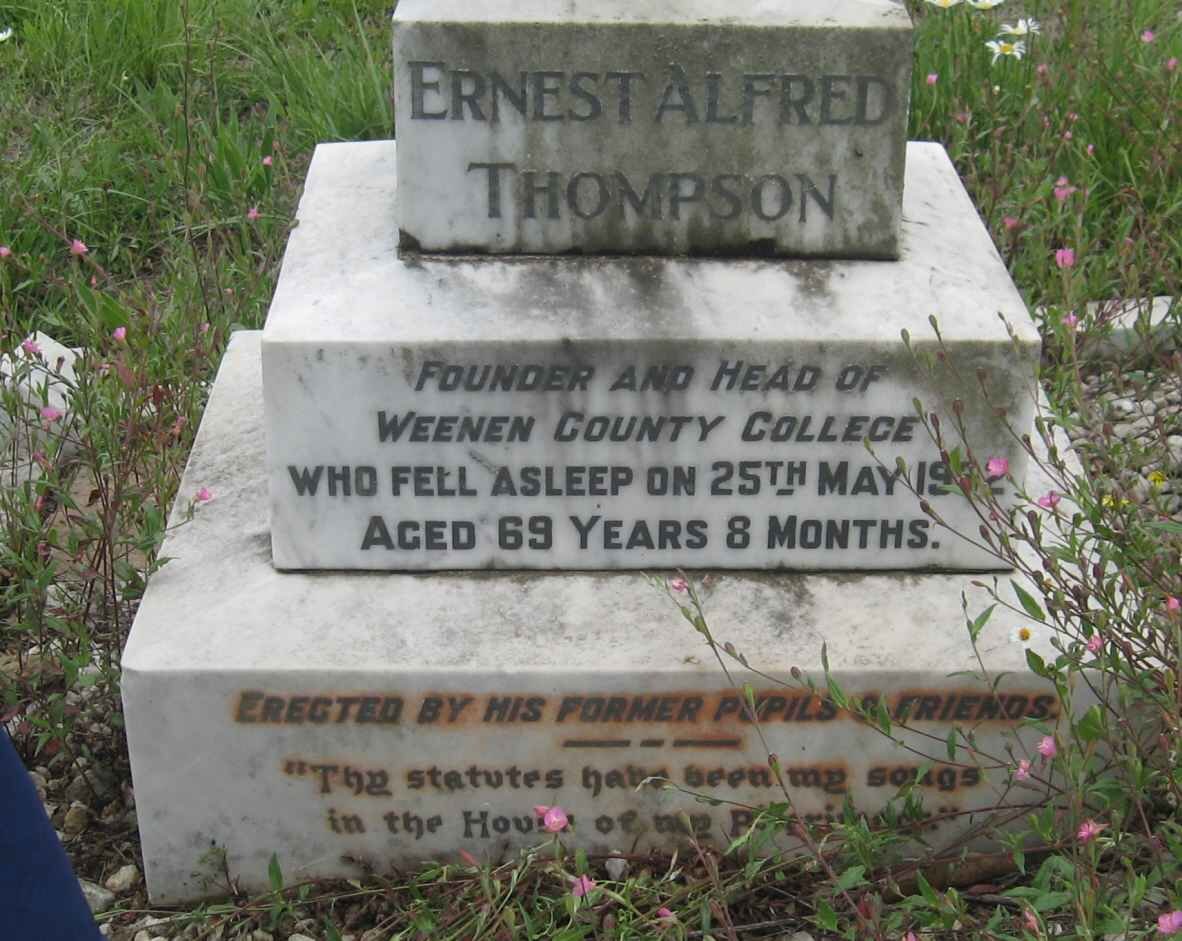 ERNEST ALFRED
THOMPSON
FOUNDER AND HEAD OF
WEENEN COUNTY COLLEGE
WHO FELL ASLEEP ON 25TH MAY
AGED 69 YEARS 8 MONTHS.
ERECTED BY HIS FORMER PUPILS & FRIENDS.
"Thy statutes have been my songs
in the House of my